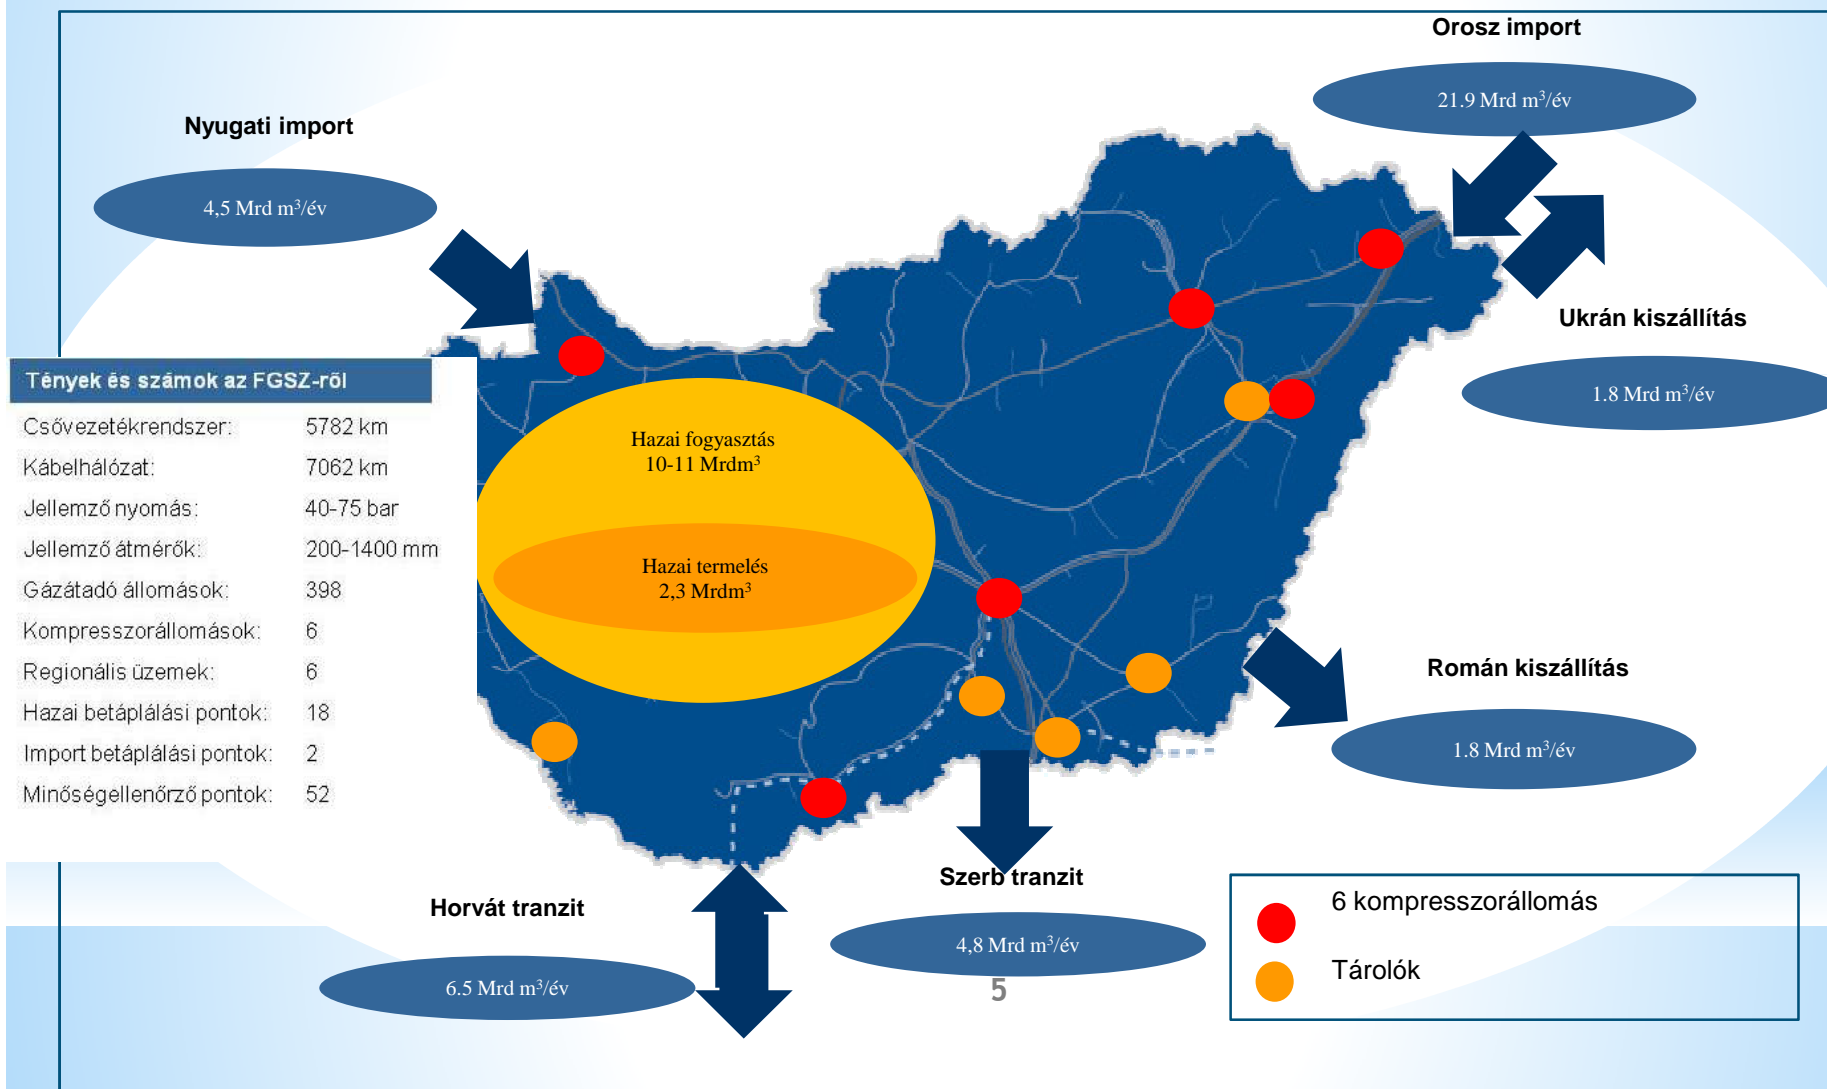 Orosz import
21.9 Mrd m³/év
Nyugati import
4,5 Mrd m³/év
Ukrán kiszállítás
1.8 Mrd m³/év
Tények és számok az FGSZ-ről
Csővezetékrendszer: 5782 km
Kábelhálózat: 7062 km
Jellemző nyomás: 40-75 bar
Jellemző átmérők: 200-1400 mm
Gázátadó állomások: 398
Kompresszorállomások: 6
Regionális üzemek: 6
Hazai betáplálási pontok: 18
Import betáplálási pontok: 2
Minőségellenőrző pontok: 52
Hazai fogyasztás
10-11 Mrdm³
Hazai termelés
2,3 Mrdm³
Román kiszállítás
1.8 Mrd m³/év
Szerb tranzit
4,8 Mrd m³/év
Horvát tranzit
6.5 Mrd m³/év
6 kompresszorállomás
Tárolók
5